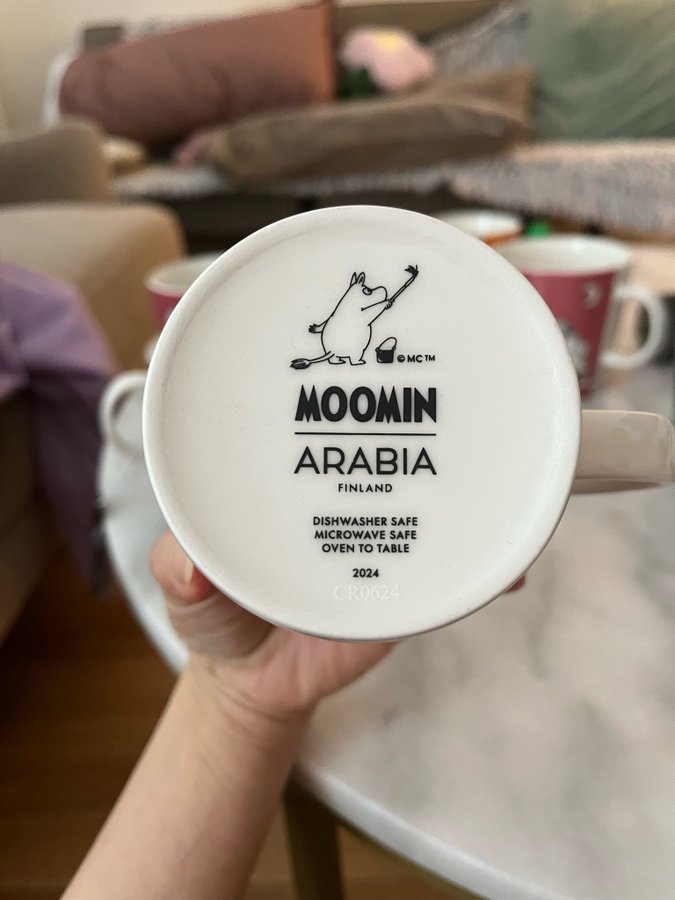 © MC ™
MOOMIN
ARABIA
FINLAND
DISHWASHER SAFE
MICROWAVE SAFE
OVEN TO TABLE
2024
CR0624